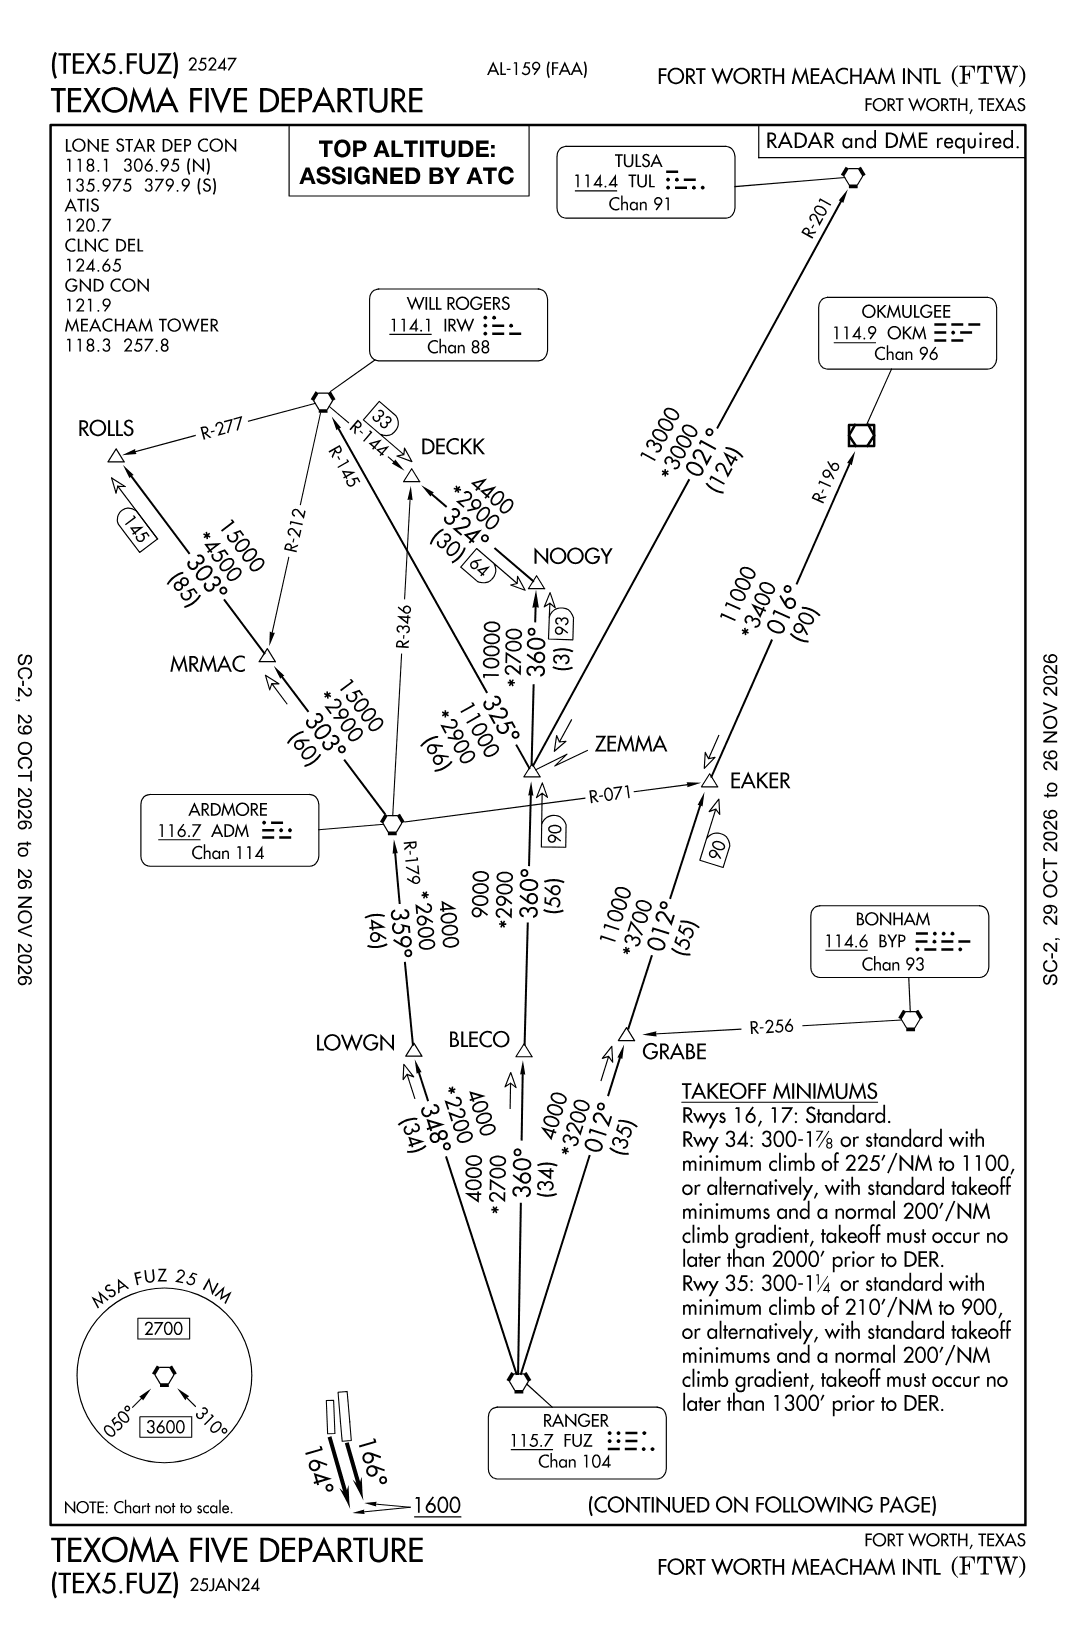 (TEX5.FUZ) 25247
AL-159 (FAA)
FORT WORTH MEACHAM INTL (FTW)
TEXOMA FIVE DEPARTURE
FORT WORTH, TEXAS
LONE STAR DEP CON
118.1 306.95 (N)
135.975 379.9 (S)
ATIS
120.7
CLNC DEL
124.65
GND CON
121.9
MEACHAM TOWER
118.3 257.8
TOP ALTITUDE:
ASSIGNED BY ATC
RADAR and DME required.
TULSA
114.4 TUL
Chan 91
R-201
WILL ROGERS
114.1 IRW
Chan 88
OKMULGEE
114.9 OKM
Chan 96
ROLLS
R-277
33
R-144
DECKK
R-145
13000
*3000
021°
(124)
R-196
145
15000
*4500
303°
(85)
R-212
4400
*2900
324°
(30)
64
NOOGY
93
10000
*2700
360°
(3)
11000
*3400
016°
(90)
R-346
MRMAC
15000
*2900
303°
(60)
325°
11000
*2900
(66)
ZEMMA
EAKER
R-071
90
90
ARDMORE
116.7 ADM
Chan 114
R-179
4000
*2600
359°
(46)
9000
*2900
360°
(56)
11000
*3700
012°
(55)
BONHAM
114.6 BYP
Chan 93
R-256
LOWGN
BLECO
GRABE
4000
*2200
348°
(34)
4000
*2700
360°
(34)
4000
*3200
012°
(35)
TAKEOFF MINIMUMS
Rwys 16, 17: Standard.
Rwy 34: 300-1⅞ or standard with
minimum climb of 225'/NM to 1100,
or alternatively, with standard takeoff
minimums and a normal 200'/NM
climb gradient, takeoff must occur no
later than 2000' prior to DER.
Rwy 35: 300-1¼ or standard with
minimum climb of 210'/NM to 900,
or alternatively, with standard takeoff
minimums and a normal 200'/NM
climb gradient, takeoff must occur no
later than 1300' prior to DER.
MSA FUZ 25 NM
2700
050°
3600
310°
164°
166°
1600
RANGER
115.7 FUZ
Chan 104
NOTE: Chart not to scale.
(CONTINUED ON FOLLOWING PAGE)
SC-2, 29 OCT 2026 to 26 NOV 2026
SC-2, 29 OCT 2026 to 26 NOV 2026
TEXOMA FIVE DEPARTURE
FORT WORTH, TEXAS
(TEX5.FUZ) 25JAN24
FORT WORTH MEACHAM INTL (FTW)